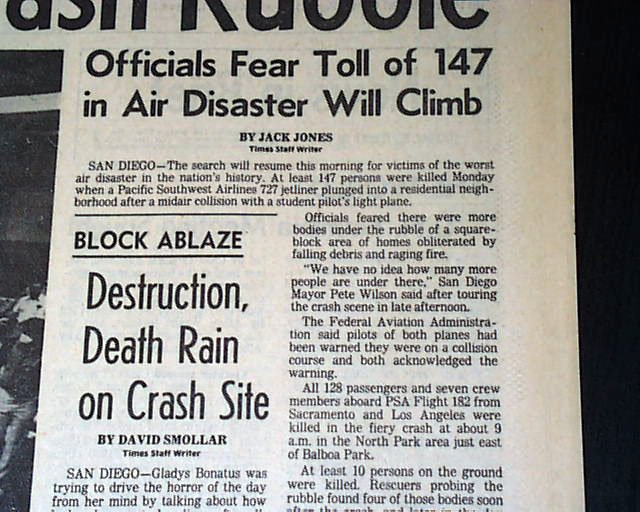 ash Rubble
Officials Fear Toll of 147
in Air Disaster Will Climb
BY JACK JONES
Times Staff Writer
SAN DIEGO—The search will resume this morning for victims of the worst
air disaster in the nation's history. At least 147 persons were killed Monday
when a Pacific Southwest Airlines 727 jetliner plunged into a residential neigh-
borhood after a midair collision with a student pilot's light plane.
BLOCK ABLAZE
Destruction,
Death Rain
on Crash Site
BY DAVID SMOLLAR
Times Staff Writer
SAN DIEGO—Gladys Bonatus was
trying to drive the horror of the day
from her mind by talking about how
Officials feared there were more
bodies under the rubble of a square-
block area of homes obliterated by
falling debris and raging fire.
"We have no idea how many more
people are under there," San Diego
Mayor Pete Wilson said after touring
the crash scene in late afternoon.
The Federal Aviation Administra-
tion said pilots of both planes had
been warned they were on a collision
course and both acknowledged the
warning.
All 128 passengers and seven crew
members aboard PSA Flight 182 from
Sacramento and Los Angeles were
killed in the fiery crash at about 9
a.m. in the North Park area just east
of Balboa Park.
At least 10 persons on the ground
were killed. Rescuers probing the
rubble found four of those bodies soon
after the crash, and later in the